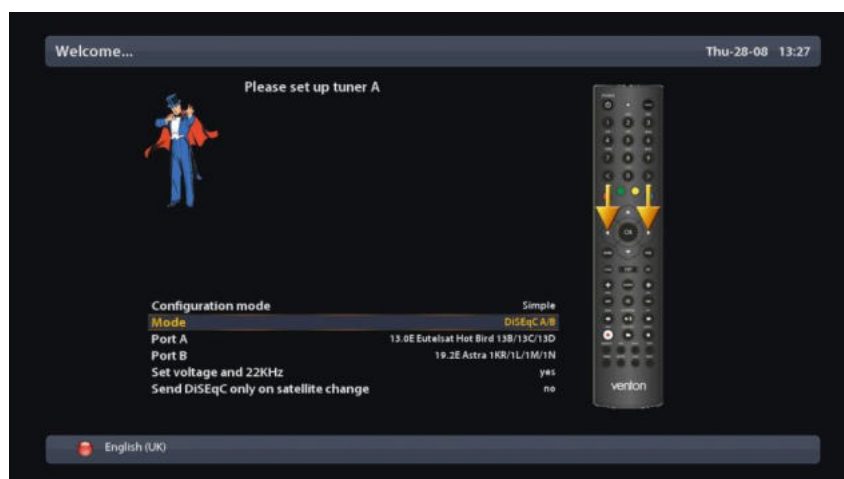 Welcome...
Thu-28-08 13:27
Please set up tuner A
Configuration mode Simple
Mode DiSEqC A/B
Port A 13.0E Eutelsat Hot Bird 13B/13C/13D
Port B 19.2E Astra 1KR/1L/1M/1N
Set voltage and 22KHz yes
Send DiSEqC only on satellite change no
Ok
venton
English (UK)